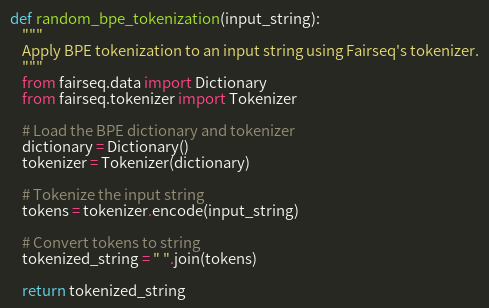 def random_bpe_tokenization(input_string):
    """
    Apply BPE tokenization to an input string using Fairseq's tokenizer.
    """
    from fairseq.data import Dictionary
    from fairseq.tokenizer import Tokenizer

    # Load the BPE dictionary and tokenizer
    dictionary = Dictionary()
    tokenizer = Tokenizer(dictionary)

    # Tokenize the input string
    tokens = tokenizer.encode(input_string)

    # Convert tokens to string
    tokenized_string = " ".join(tokens)

    return tokenized_string